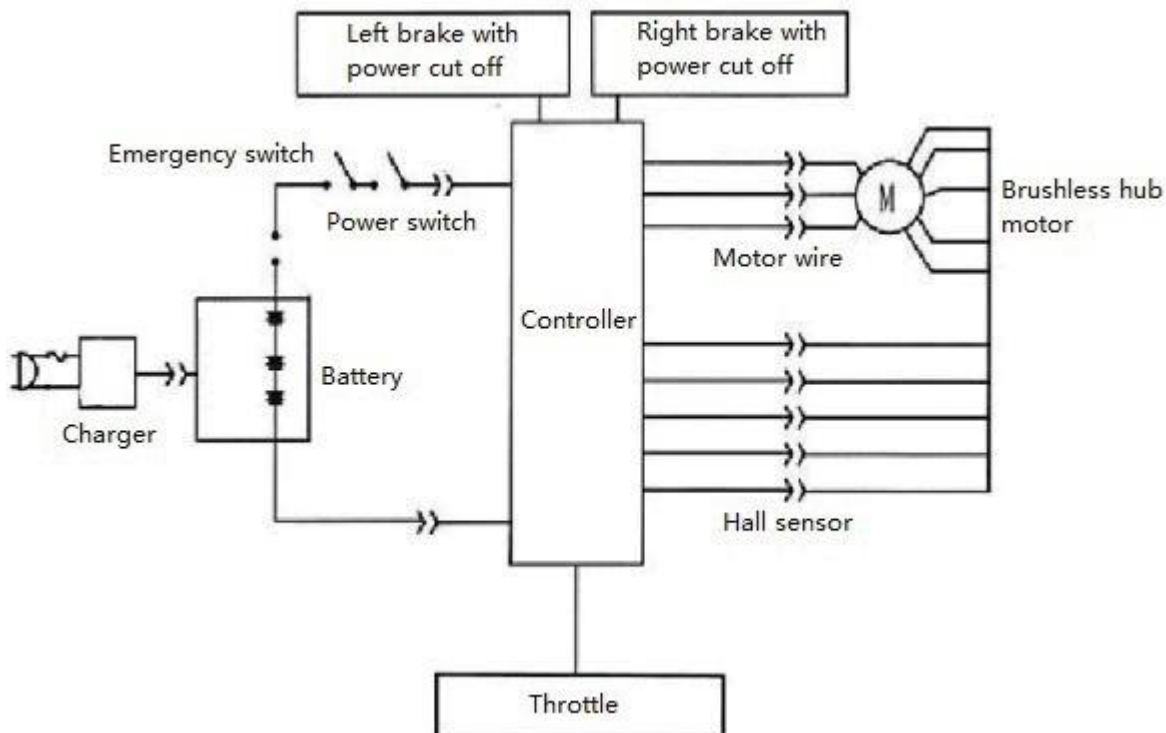 Left brake with
power cut off
Right brake with
power cut off
Emergency switch
Power switch
M
Brushless hub
motor
Motor wire
Controller
Battery
Charger
Hall sensor
Throttle